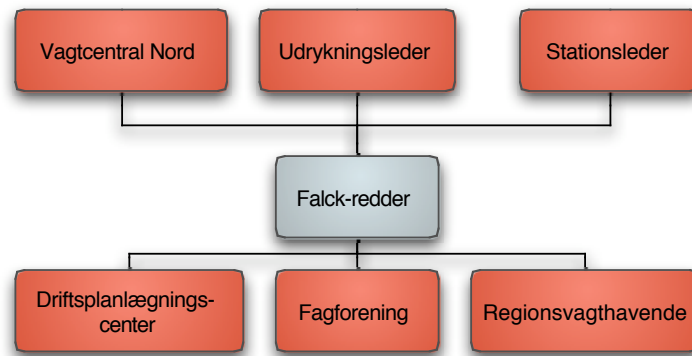 Vagtcentral Nord
Udrykningsleder
Stationsleder
Falck-redder
Driftsplanlægnings-
center
Fagforening
Regionsvagthavende